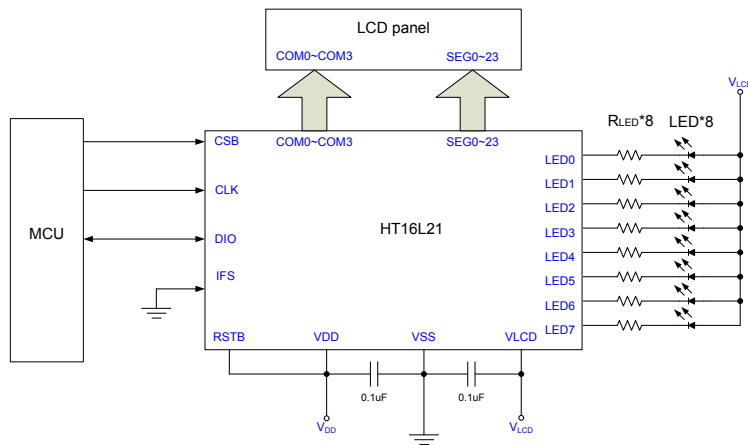 LCD panel
COM0~COM3 SEG0~23
VLCD
RLED*8 LED*8
CSB COM0~COM3 SEG0~23
LED0
LED1
CLK
LED2
MCU HT16L21 LED3
DIO
LED4
IFS LED5
LED6
LED7
RSTB VDD VSS VLCD
0.1uF 0.1uF
VDD VLCD